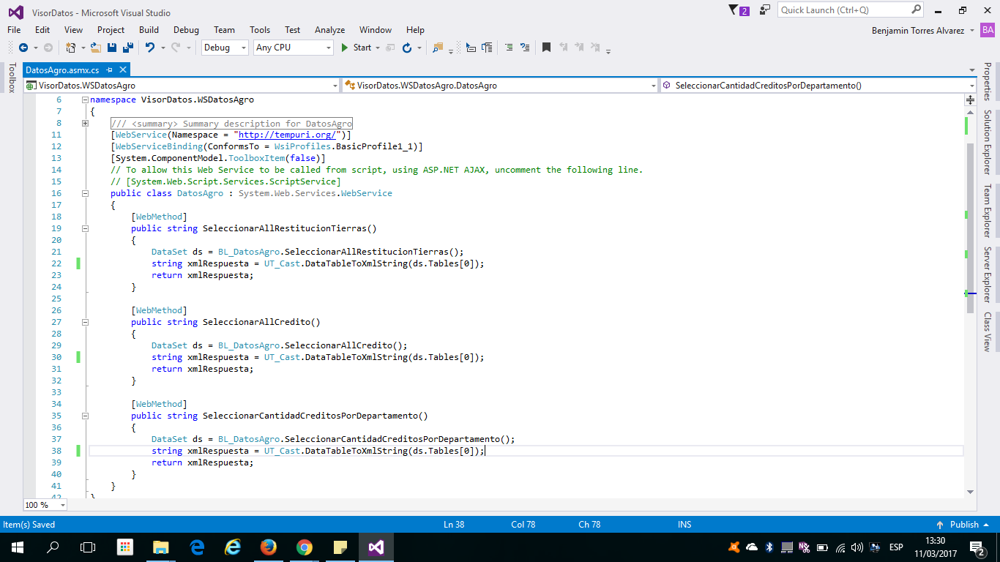 VisorDatos - Microsoft Visual Studio
2
Quick Launch (Ctrl+Q)
File Edit View Project Build Debug Team Tools Test Analyze Window Help
Benjamin Torres Alvarez BA
Debug Any CPU Start
Toolbox
DatosAgro.asmx.cs
VisorDatos.WSDatosAgro VisorDatos.WSDatosAgro.DatosAgro SeleccionarCantidadCreditosPorDepartamento()
6 namespace VisorDatos.WSDatosAgro
7 {
8 /// <summary> Summary description for DatosAgro
11 [WebService(Namespace = "http://tempuri.org/")]
12 [WebServiceBinding(ConformsTo = WsiProfiles.BasicProfile1_1)]
13 [System.ComponentModel.ToolboxItem(false)]
14 // To allow this Web Service to be called from script, using ASP.NET AJAX, uncomment the following line.
15 // [System.Web.Script.Services.ScriptService]
16 public class DatosAgro : System.Web.Services.WebService
17 {
18 [WebMethod]
19 public string SeleccionarAllRestitucionTierras()
20 {
21 DataSet ds = BL_DatosAgro.SeleccionarAllRestitucionTierras();
22 string xmlRespuesta = UT_Cast.DataTableToXmlString(ds.Tables[0]);
23 return xmlRespuesta;
24 }
25
26 [WebMethod]
27 public string SeleccionarAllCredito()
28 {
29 DataSet ds = BL_DatosAgro.SeleccionarAllCredito();
30 string xmlRespuesta = UT_Cast.DataTableToXmlString(ds.Tables[0]);
31 return xmlRespuesta;
32 }
33
34 [WebMethod]
35 public string SeleccionarCantidadCreditosPorDepartamento()
36 {
37 DataSet ds = BL_DatosAgro.SeleccionarCantidadCreditosPorDepartamento();
38 string xmlRespuesta = UT_Cast.DataTableToXmlString(ds.Tables[0]);
39 return xmlRespuesta;
40 }
41 }
42 }
100 %
Properties
Solution Explorer
Team Explorer
Server Explorer
Class View
Item(s) Saved Ln 38 Col 78 Ch 78 INS Publish
ESP
13:30
11/03/2017
2